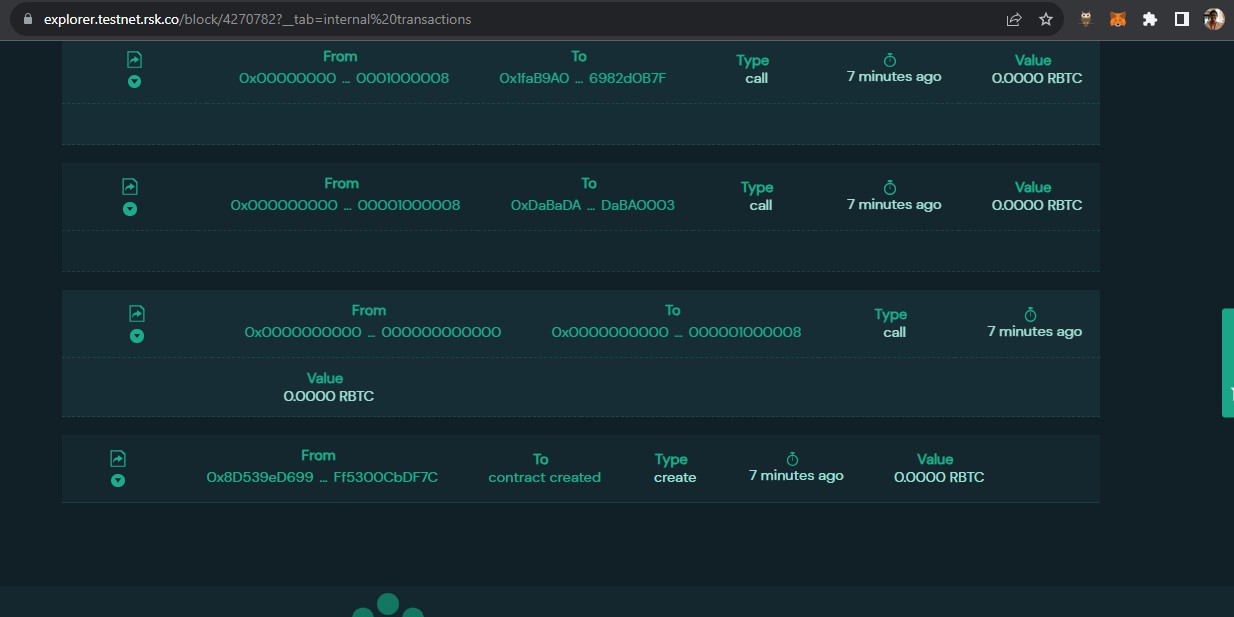 explorer.testnet.rsk.co/block/4270782?__tab=internal%20transactions
From To Type Value
0x00000000 ... 0001000008 0x1faB9A0 ... 6982d0B7F call 7 minutes ago 0.0000 RBTC
From To Type Value
0x000000000 ... 00001000008 0xDaBaDA ... DaBA0003 call 7 minutes ago 0.0000 RBTC
From To Type
0x0000000000 ... 000000000000 0x0000000000 ... 000001000008 call 7 minutes ago
Value
0.0000 RBTC
From To Type Value
0x8D539eD699 ... Ff5300CbDF7C contract created create 7 minutes ago 0.0000 RBTC